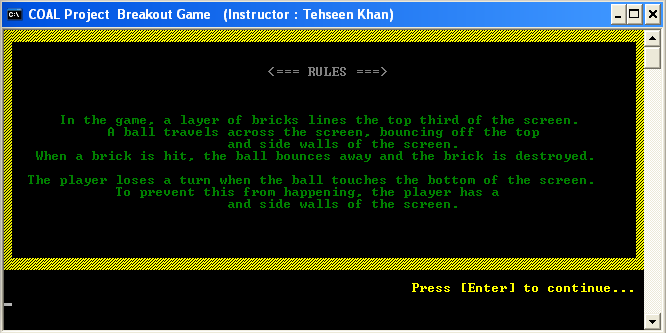 COAL Project  Breakout Game   (Instructor : Tehseen Khan)
<=== RULES ===>
In the game, a layer of bricks lines the top third of the screen.
A ball travels across the screen, bouncing off the top
and side walls of the screen.
When a brick is hit, the ball bounces away and the brick is destroyed.
The player loses a turn when the ball touches the bottom of the screen.
To prevent this from happening, the player has a
and side walls of the screen.
Press [Enter] to continue...